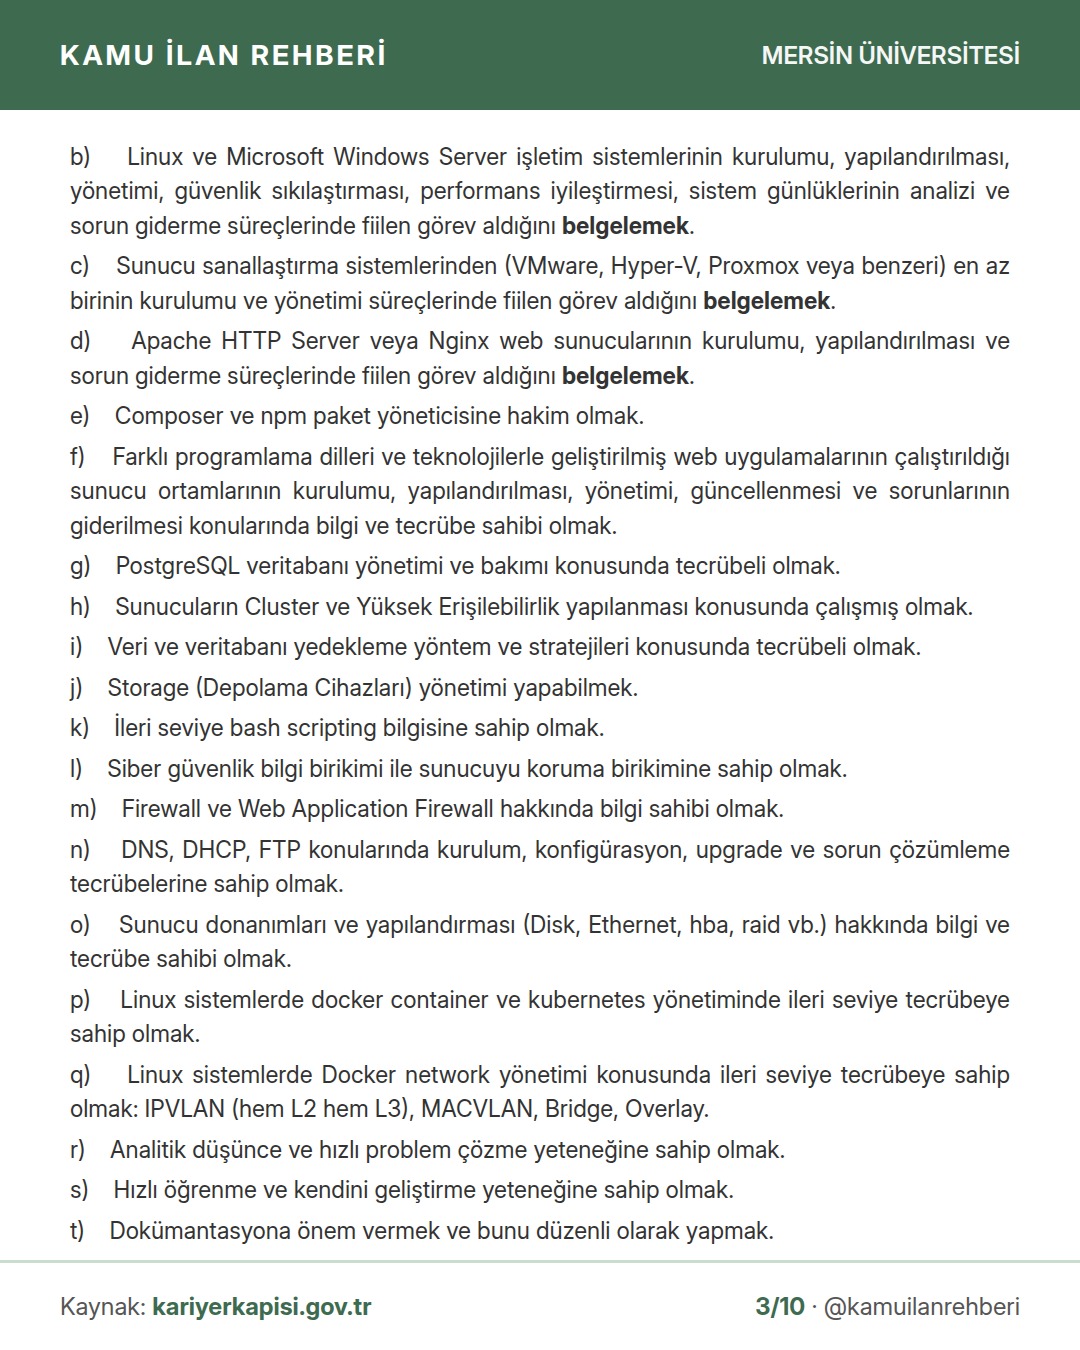 KAMU İLAN REHBERİ
MERSİN ÜNİVERSİTESİ
b) Linux ve Microsoft Windows Server işletim sistemlerinin kurulumu, yapılandırılması,
yönetimi, güvenlik sıkılaştırması, performans iyileştirmesi, sistem günlüklerinin analizi ve
sorun giderme süreçlerinde fiilen görev aldığını belgelemek.
c) Sunucu sanallaştırma sistemlerinden (VMware, Hyper-V, Proxmox veya benzeri) en az
birinin kurulumu ve yönetimi süreçlerinde fiilen görev aldığını belgelemek.
d) Apache HTTP Server veya Nginx web sunucularının kurulumu, yapılandırılması ve
sorun giderme süreçlerinde fiilen görev aldığını belgelemek.
e) Composer ve npm paket yöneticisine hakim olmak.
f) Farklı programlama dilleri ve teknolojilerle geliştirilmiş web uygulamalarının çalıştırıldığı
sunucu ortamlarının kurulumu, yapılandırılması, yönetimi, güncellenmesi ve sorunlarının
giderilmesi konularında bilgi ve tecrübe sahibi olmak.
g) PostgreSQL veritabanı yönetimi ve bakımı konusunda tecrübeli olmak.
h) Sunucuların Cluster ve Yüksek Erişilebilirlik yapılanması konusunda çalışmış olmak.
i) Veri ve veritabanı yedekleme yöntem ve stratejileri konusunda tecrübeli olmak.
j) Storage (Depolama Cihazları) yönetimi yapabilmek.
k) İleri seviye bash scripting bilgisine sahip olmak.
l) Siber güvenlik bilgi birikimi ile sunucuyu koruma birikimine sahip olmak.
m) Firewall ve Web Application Firewall hakkında bilgi sahibi olmak.
n) DNS, DHCP, FTP konularında kurulum, konfigürasyon, upgrade ve sorun çözümleme
tecrübelerine sahip olmak.
o) Sunucu donanımları ve yapılandırması (Disk, Ethernet, hba, raid vb.) hakkında bilgi ve
tecrübe sahibi olmak.
p) Linux sistemlerde docker container ve kubernetes yönetiminde ileri seviye tecrübeye
sahip olmak.
q) Linux sistemlerde Docker network yönetimi konusunda ileri seviye tecrübeye sahip
olmak: IPVLAN (hem L2 hem L3), MACVLAN, Bridge, Overlay.
r) Analitik düşünce ve hızlı problem çözme yeteneğine sahip olmak.
s) Hızlı öğrenme ve kendini geliştirme yeteneğine sahip olmak.
t) Dokümantasyona önem vermek ve bunu düzenli olarak yapmak.
Kaynak: kariyerkapisi.gov.tr
3/10 · @kamuilanrehberi